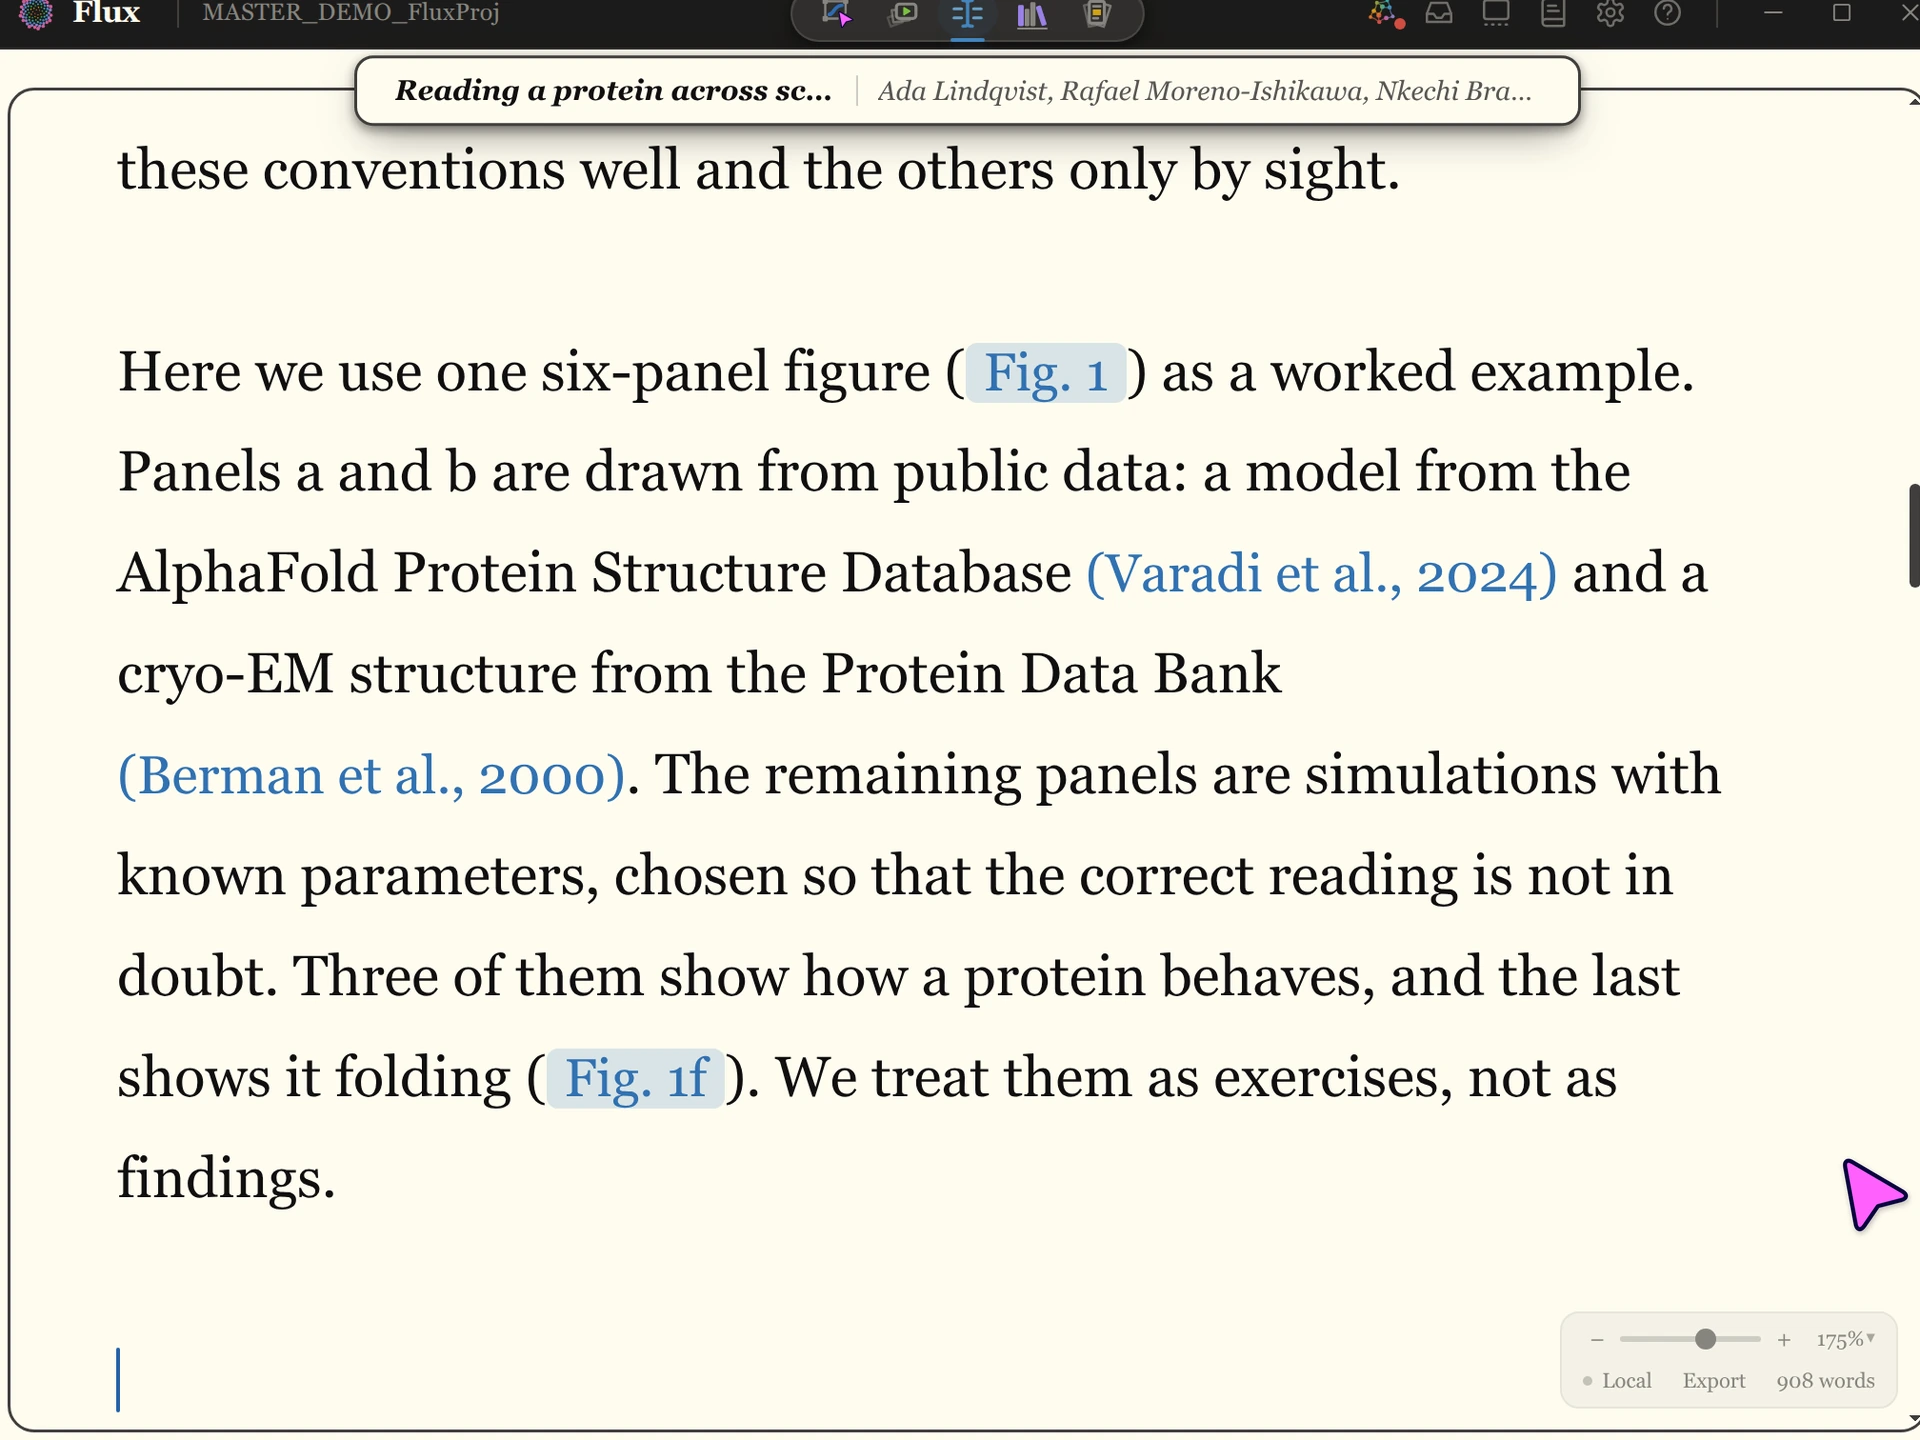 Flux MASTER_DEMO_FluxProj
Reading a protein across sc... Ada Lindqvist, Rafael Moreno-Ishikawa, Nkechi Bra...
these conventions well and the others only by sight.
Here we use one six-panel figure (Fig. 1) as a worked example.
Panels a and b are drawn from public data: a model from the
AlphaFold Protein Structure Database (Varadi et al., 2024) and a
cryo-EM structure from the Protein Data Bank
(Berman et al., 2000). The remaining panels are simulations with
known parameters, chosen so that the correct reading is not in
doubt. Three of them show how a protein behaves, and the last
shows it folding (Fig. 1f). We treat them as exercises, not as
findings.
− + 175%
Local Export 908 words